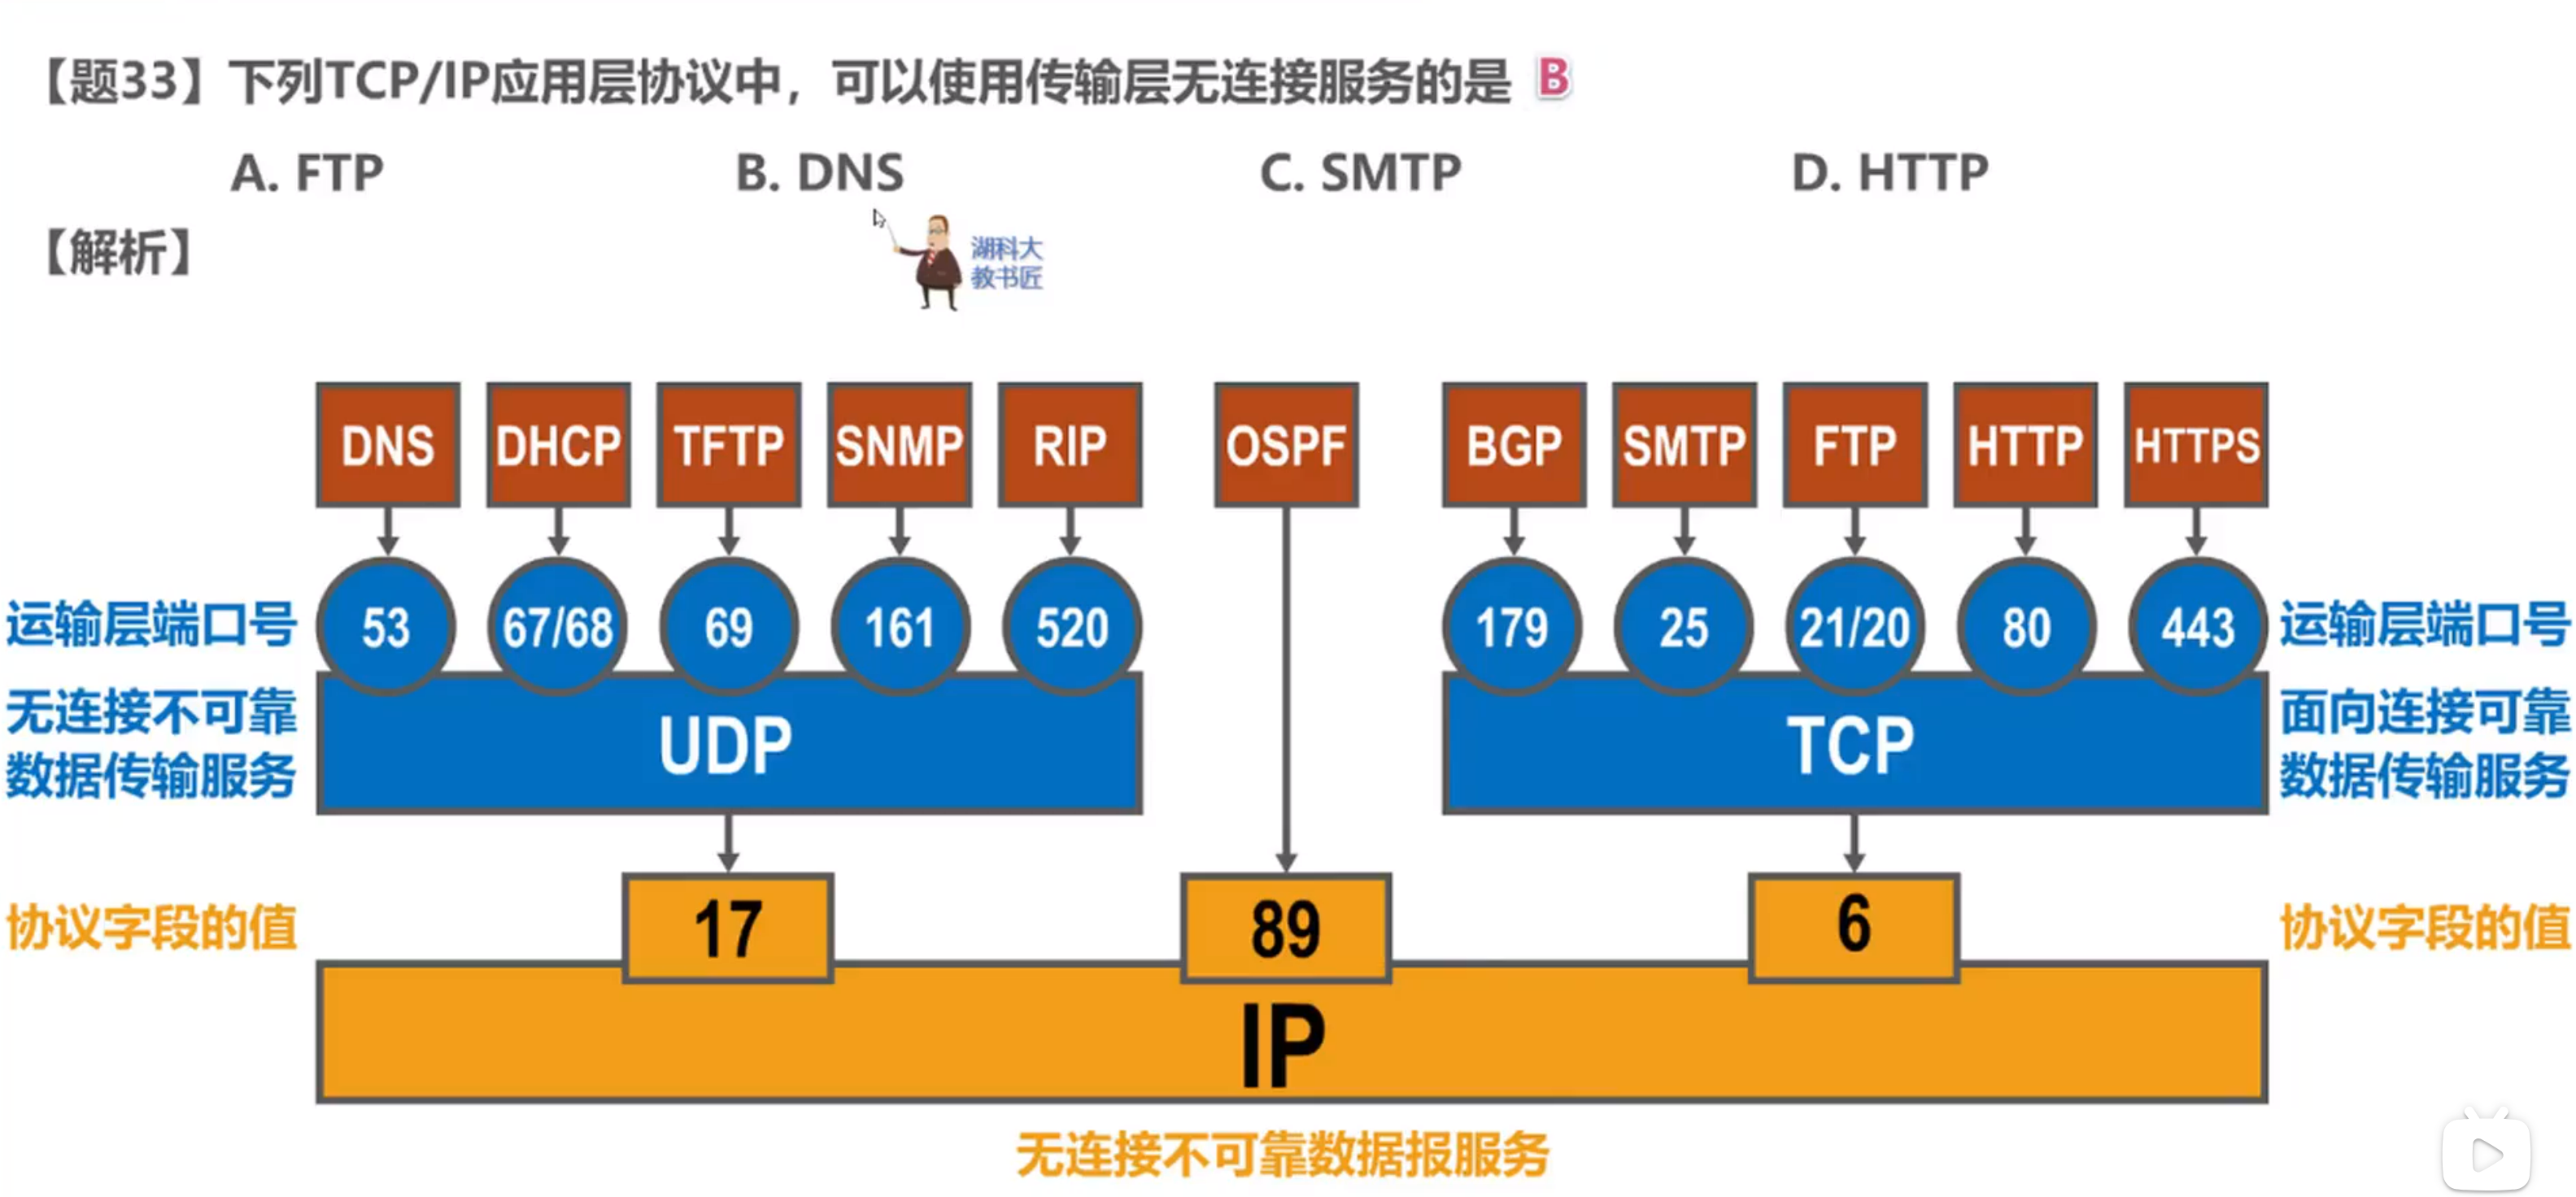 【题33】下列TCP/IP应用层协议中，可以使用传输层无连接服务的是 B
A. FTP
B. DNS
C. SMTP
D. HTTP
【解析】
湖科大
教书匠
DNS
DHCP
TFTP
SNMP
RIP
OSPF
BGP
SMTP
FTP
HTTP
HTTPS
运输层端口号
53
67/68
69
161
520
179
25
21/20
80
443
运输层端口号
无连接不可靠
数据传输服务
UDP
TCP
面向连接可靠
数据传输服务
协议字段的值
17
89
6
协议字段的值
IP
无连接不可靠数据报服务